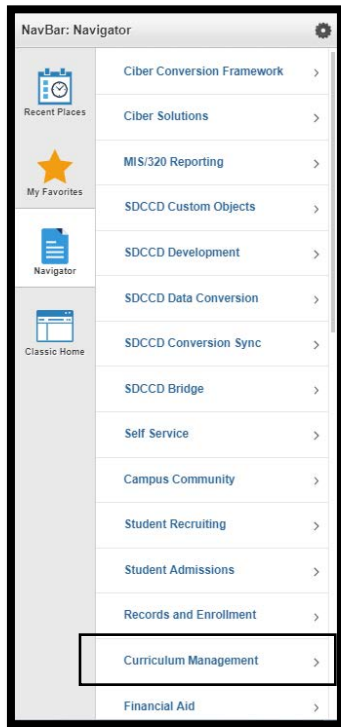 NavBar: Navigator
Recent Places
My Favorites
Navigator
Classic Home
Ciber Conversion Framework
Ciber Solutions
MIS/320 Reporting
SDCCD Custom Objects
SDCCD Development
SDCCD Data Conversion
SDCCD Conversion Sync
SDCCD Bridge
Self Service
Campus Community
Student Recruiting
Student Admissions
Records and Enrollment
Curriculum Management
Financial Aid